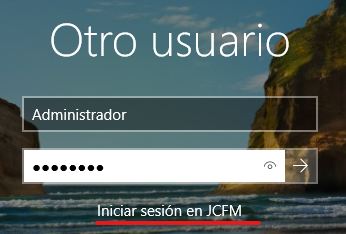 Otro usuario
Administrador
●●●●●●●●
Iniciar sesión en JCFM